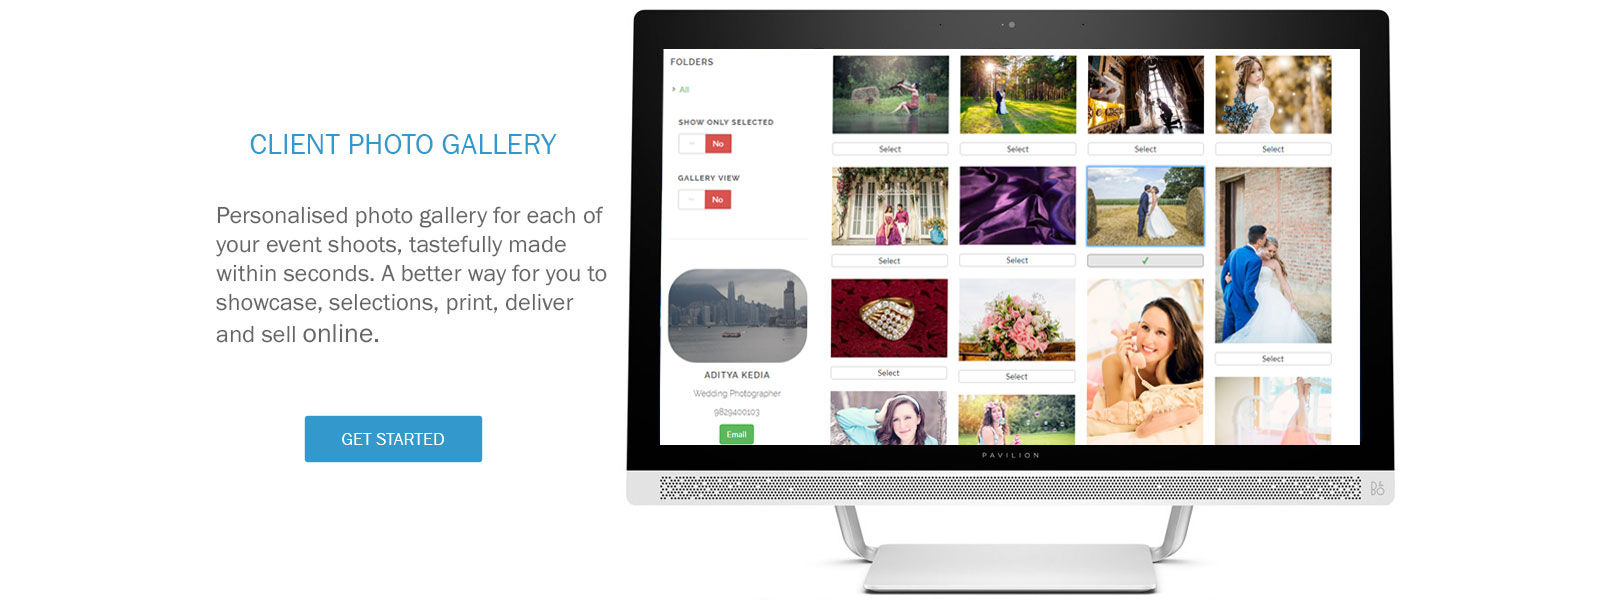 CLIENT PHOTO GALLERY
Personalised photo gallery for each of
your event shoots, tastefully made
within seconds. A better way for you to
showcase, selections, print, deliver
and sell online.
GET STARTED
FOLDERS
> All
SHOW ONLY SELECTED
No
GALLERY VIEW
No
ADITYA KEDIA
Wedding Photographer
9829400103
Email
Select
Select
Select
Select
Select
Select
✓
Select
Select
Select
PAVILION
B&O